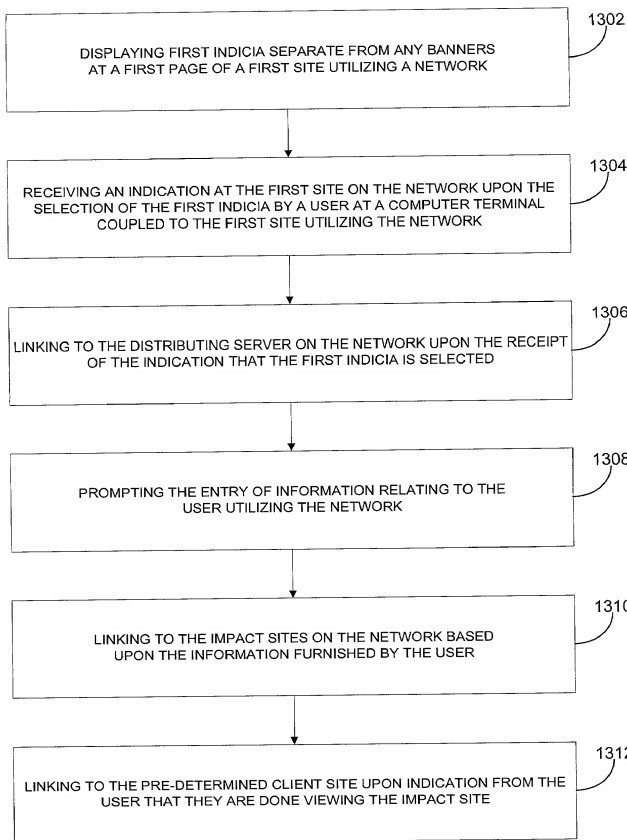 1302
DISPLAYING FIRST INDICIA SEPARATE FROM ANY BANNERS
AT A FIRST PAGE OF A FIRST SITE UTILIZING A NETWORK
1304
RECEIVING AN INDICATION AT THE FIRST SITE ON THE NETWORK UPON THE
SELECTION OF THE FIRST INDICIA BY A USER AT A COMPUTER TERMINAL
COUPLED TO THE FIRST SITE UTILIZING THE NETWORK
1306
LINKING TO THE DISTRIBUTING SERVER ON THE NETWORK UPON THE RECEIPT
OF THE INDICATION THAT THE FIRST INDICIA IS SELECTED
1308
PROMPTING THE ENTRY OF INFORMATION RELATING TO THE
USER UTILIZING THE NETWORK
1310
LINKING TO THE IMPACT SITES ON THE NETWORK BASED
UPON THE INFORMATION FURNISHED BY THE USER
1312
LINKING TO THE PRE-DETERMINED CLIENT SITE UPON INDICATION FROM THE
USER THAT THEY ARE DONE VIEWING THE IMPACT SITE